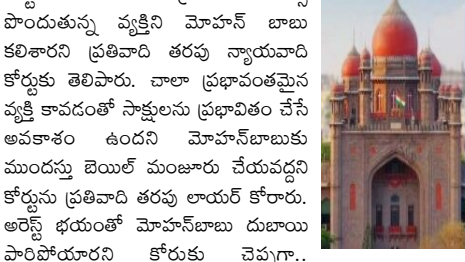 పొందుతున్న వ్యక్తిని మోహన్ బాబు
కలిశారని ప్రతివాది తరపు న్యాయవాది
కోర్టుకు తెలిపారు. చాలా ప్రభావంతమైన
వ్యక్తి కావడంతో సాక్షులను ప్రభావితం చేసే
అవకాశం ఉందని మోహన్‌బాబుకు
ముందస్తు బెయిల్ మంజూరు చేయవద్దని
కోర్టును ప్రతివాది తరపు లాయర్ కోరారు.
అరెస్ట్ భయంతో మోహన్‌బాబు దుబాయి
పారిపోయారని కోర్టుకు చెప్పగా..